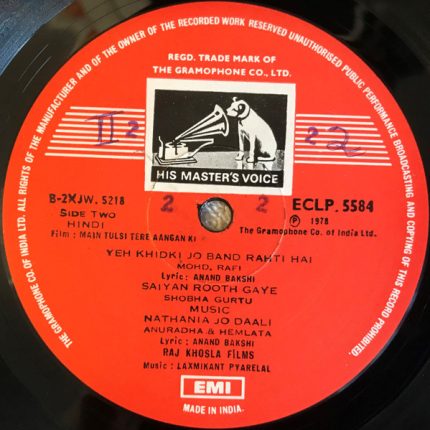 THE GRAMOPHONE CO. OF INDIA LTD. ALL RIGHTS OF THE MANUFACTURER AND OF THE OWNER OF THE RECORDED WORK RESERVED UNAUTHORISED PUBLIC PERFORMANCE BROADCASTING AND COPYING OF THIS RECORD PROHIBITED.
REGD. TRADE MARK OF
THE GRAMOPHONE CO., LTD.
II 2
22
HIS MASTER'S VOICE
B-2XJW. 5218
2
2
ECLP. 5584
Side Two
Ⓟ 1978
HINDI
The Gramophone Co. of India Ltd.
Film : MAIN TULSI TERE AANGAN KI
YEH KHIDKI JO BAND RAHTI HAI
MOHD. RAFI
Lyric: ANAND BAKSHI
SAIYAN ROOTH GAYE
SHOBHA GURTU
MUSIC
NATHANIA JO DAALI
ANURADHA & HEMLATA
Lyric : ANAND BAKSHI
RAJ KHOSLA FILMS
Music : LAXMIKANT PYARELAL
EMI
MADE IN INDIA.